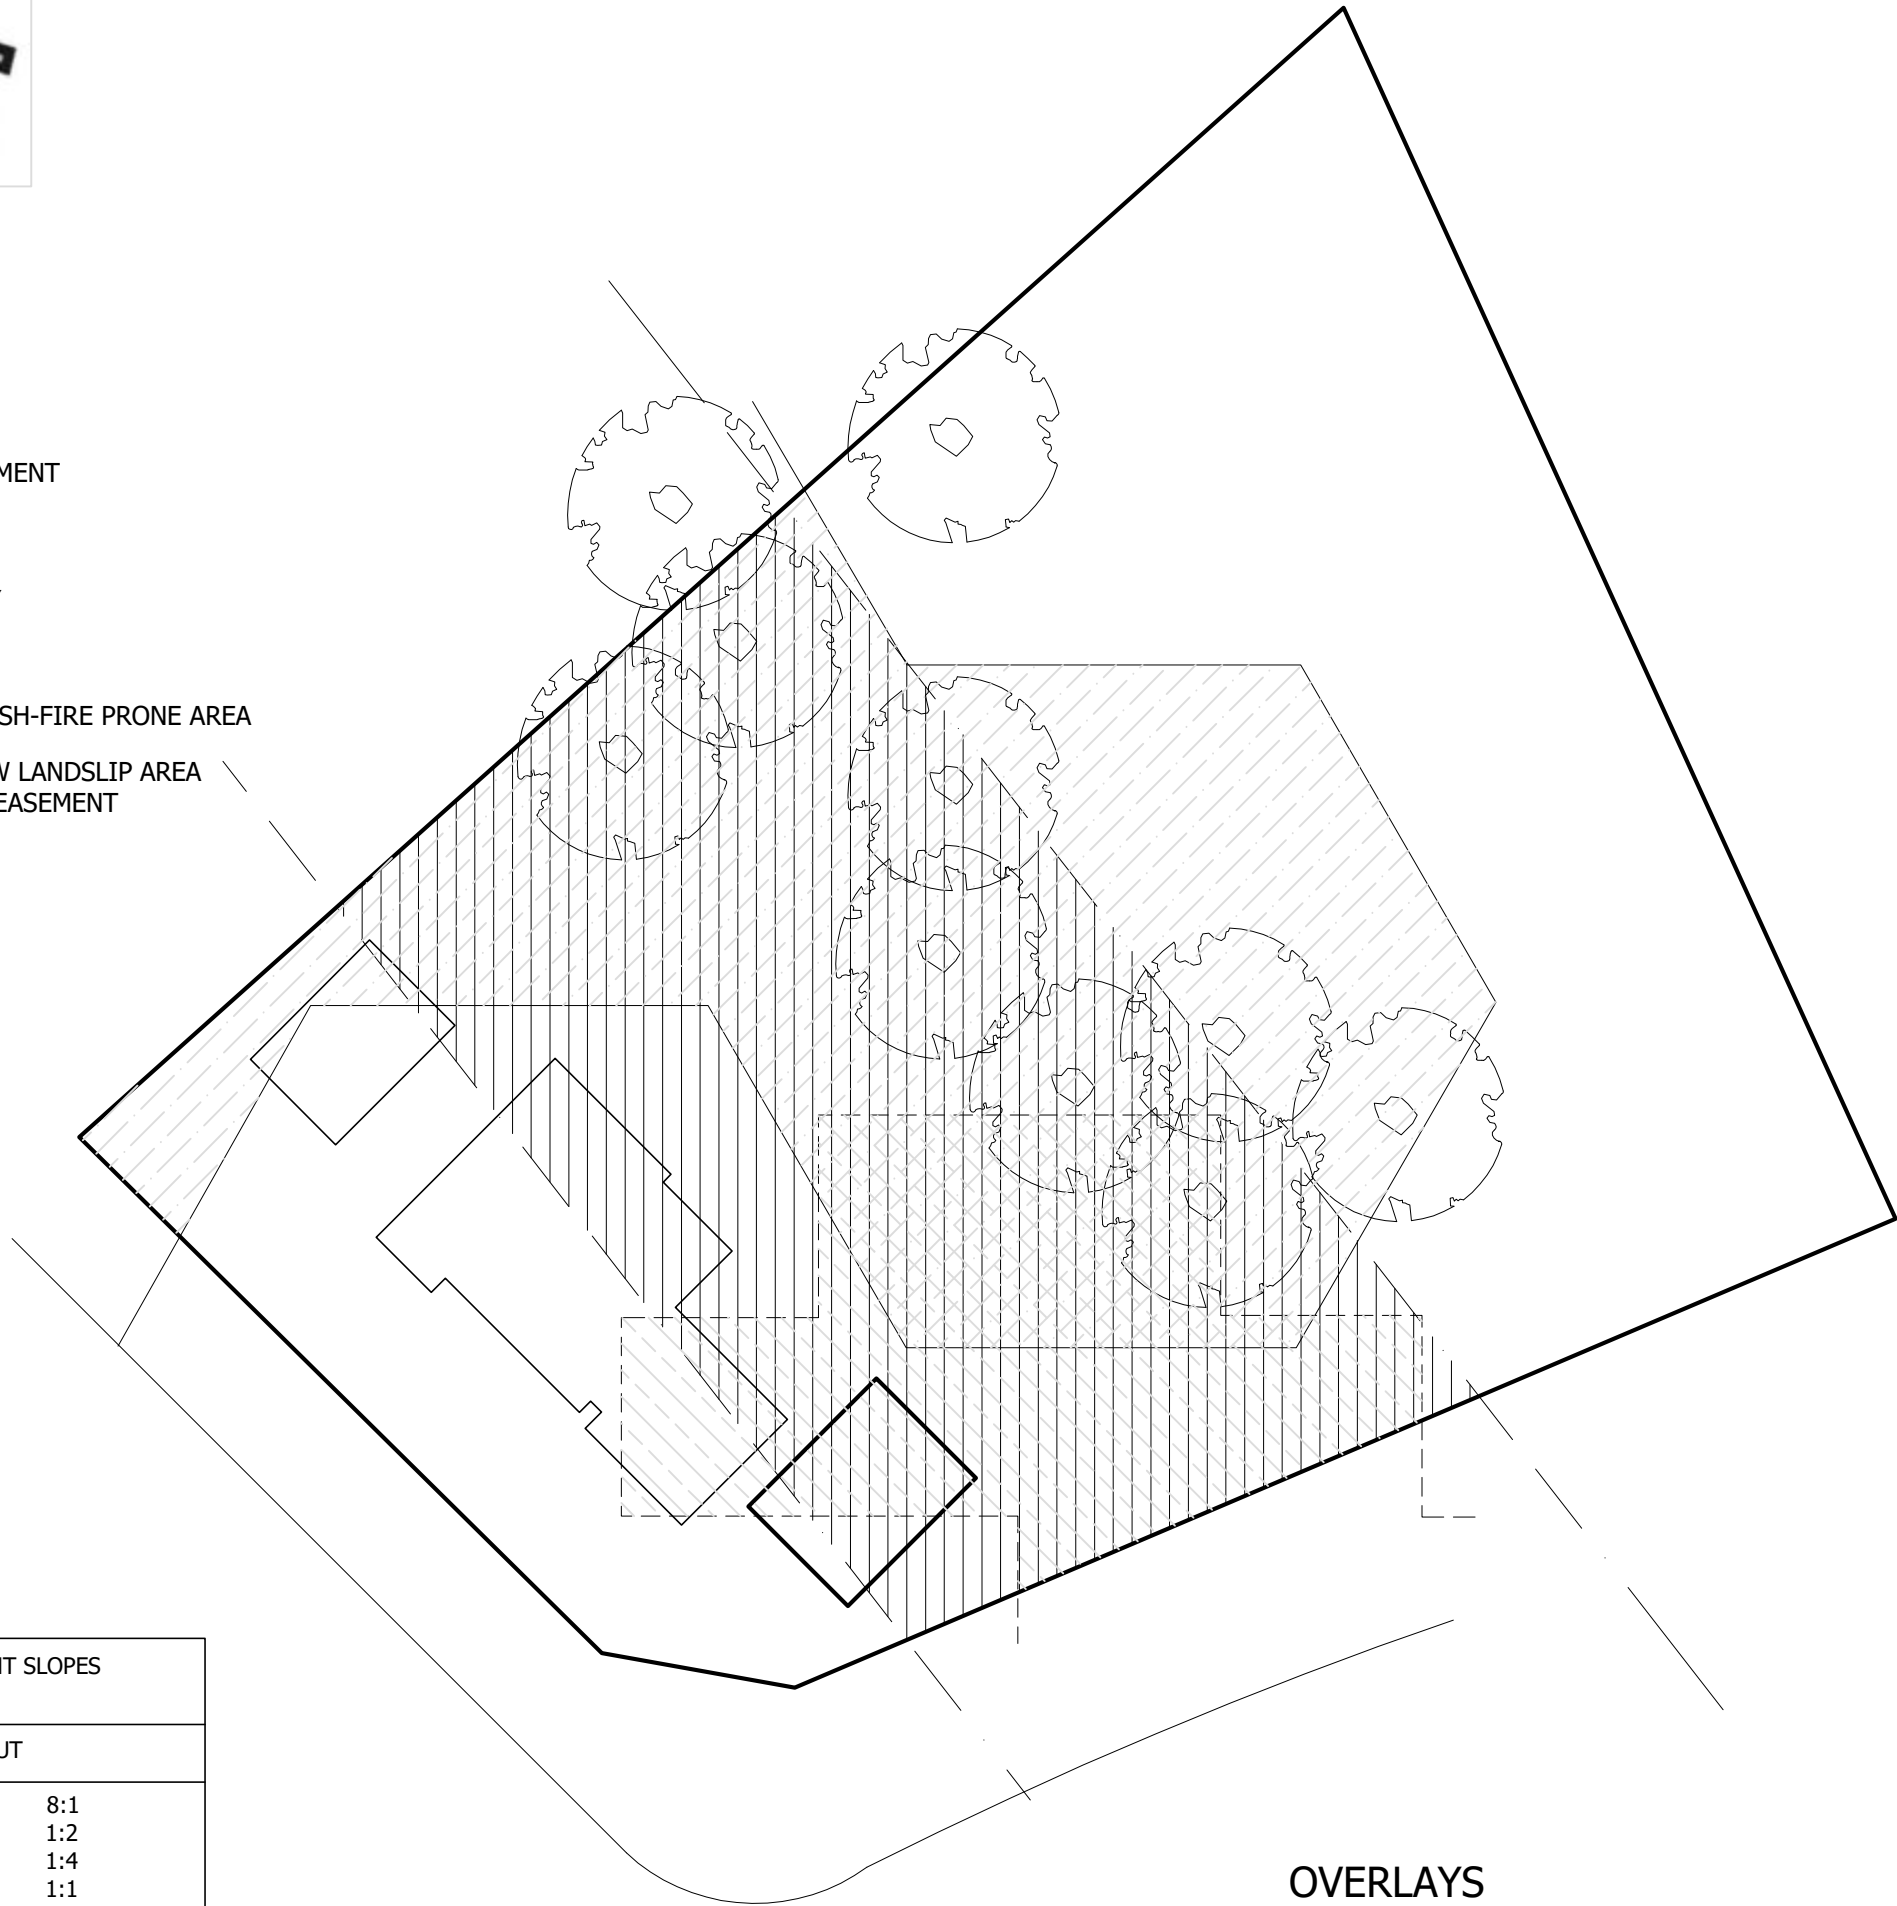 MENT
SH-FIRE PRONE AREA
W LANDSLIP AREA
EASEMENT
IT SLOPES
UT
8:1
1:2
1:4
1:1
OVERLAYS